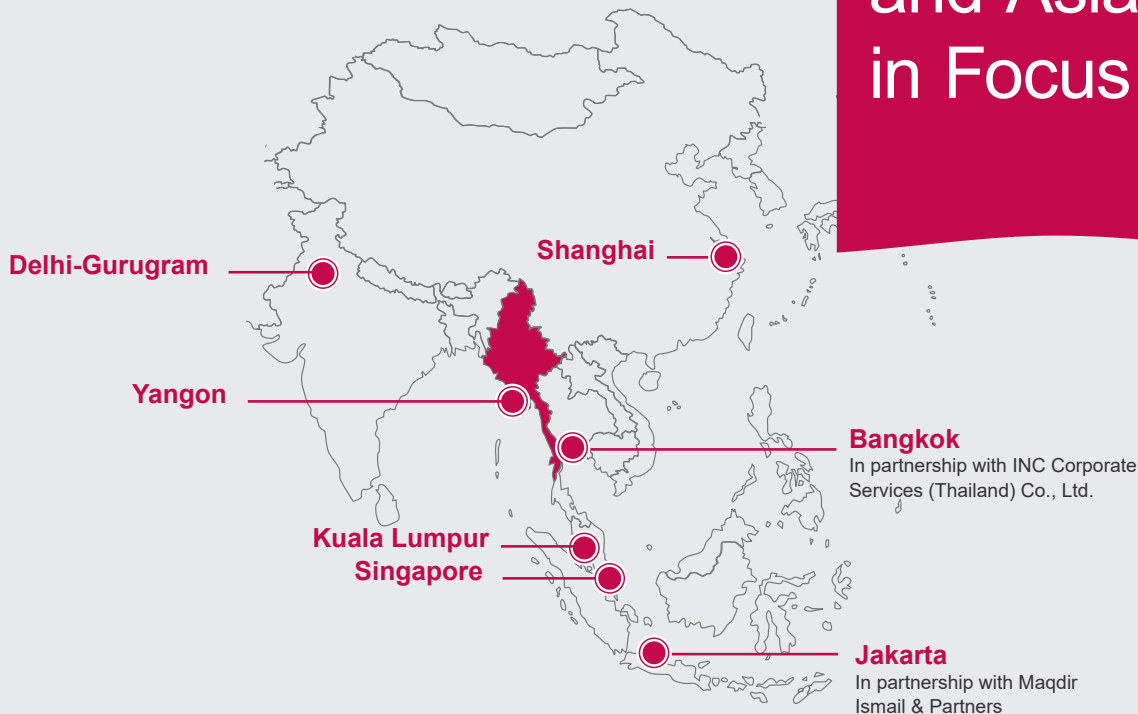 and Asia
in Focus
Delhi-Gurugram
Shanghai
Yangon
Bangkok
In partnership with INC Corporate
Services (Thailand) Co., Ltd.
Kuala Lumpur
Singapore
Jakarta
In partnership with Maqdir
Ismail & Partners